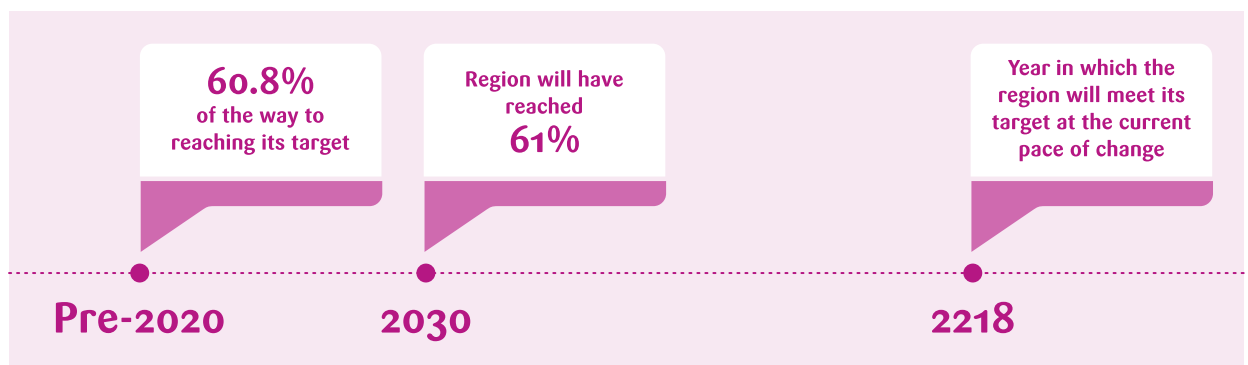 60.8%
of the way to
reaching its target
Region will have
reached
61%
Year in which the
region will meet its
target at the current
pace of change
Pre-2020
2030
2218